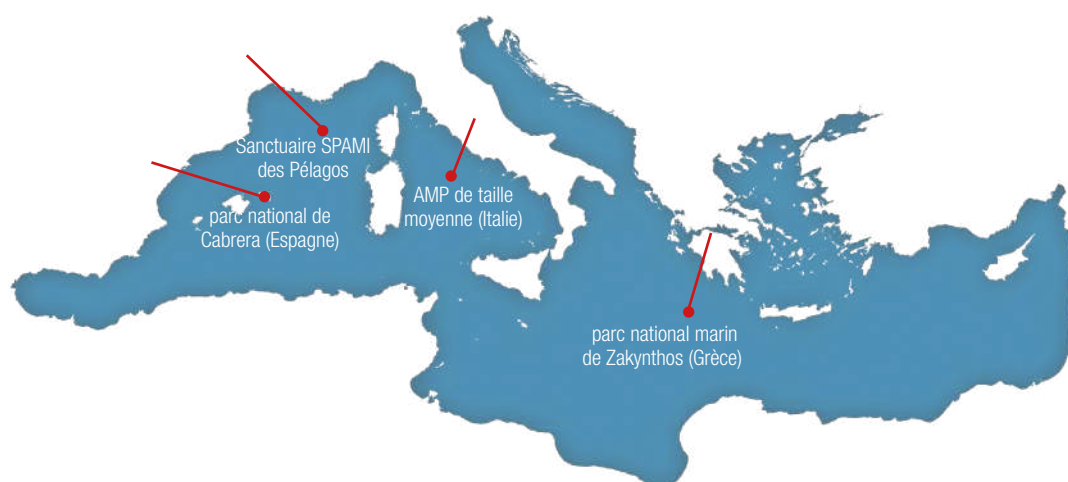 Sanctuaire SPAMI
des Pélagos
parc national de
Cabrera (Espagne)
AMP de taille
moyenne (Italie)
parc national marin
de Zakynthos (Grèce)